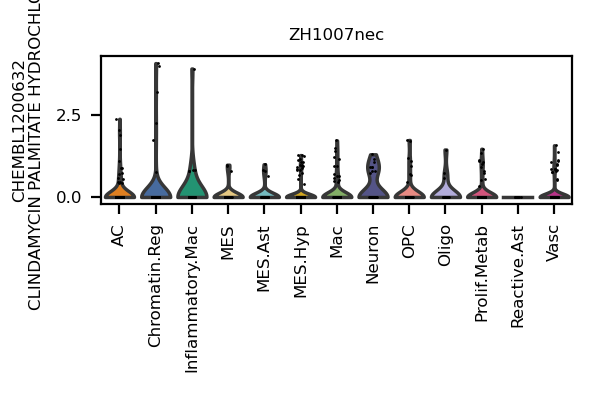 ZH1007nec
CHEMBL1200632
CLINDAMYCIN PALMITATE HYDROCHL
2.5
0.0
AC
Chromatin.Reg
Inflammatory.Mac
MES
MES.Ast
MES.Hyp
Mac
Neuron
OPC
Oligo
Prolif.Metab
Reactive.Ast
Vasc